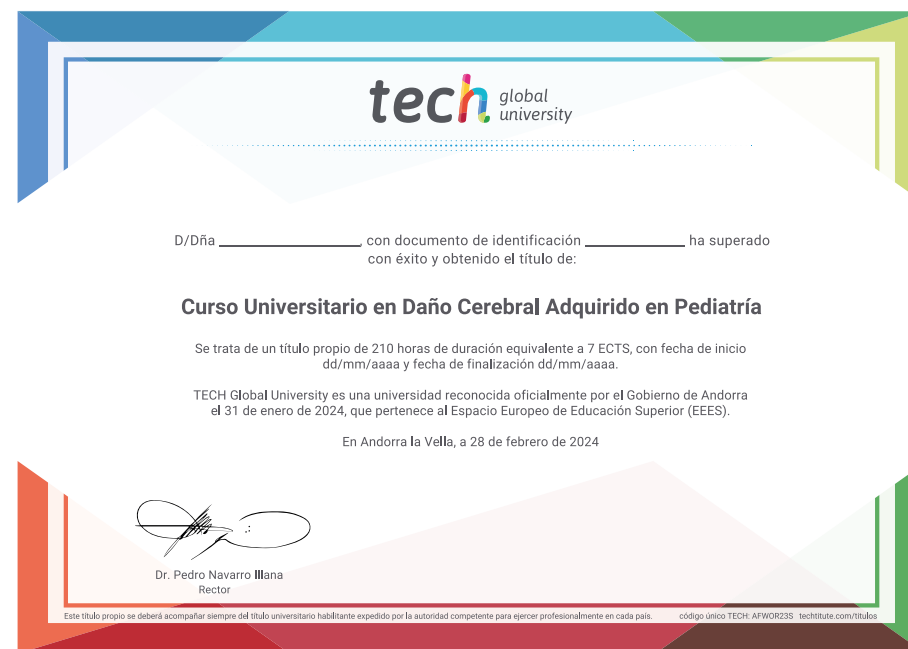 tech global university
D/Dña ____________________, con documento de identificación ______________ ha superado
con éxito y obtenido el título de:
Curso Universitario en Daño Cerebral Adquirido en Pediatría
Se trata de un título propio de 210 horas de duración equivalente a 7 ECTS, con fecha de inicio
dd/mm/aaaa y fecha de finalización dd/mm/aaaa.
TECH Global University es una universidad reconocida oficialmente por el Gobierno de Andorra
el 31 de enero de 2024, que pertenece al Espacio Europeo de Educación Superior (EEES).
En Andorra la Vella, a 28 de febrero de 2024
Dr. Pedro Navarro Illana
Rector
Este título propio se deberá acompañar siempre del título universitario habilitante expedido por la autoridad competente para ejercer profesionalmente en cada país. código único TECH: AFWOR23S techtitute.com/titulos